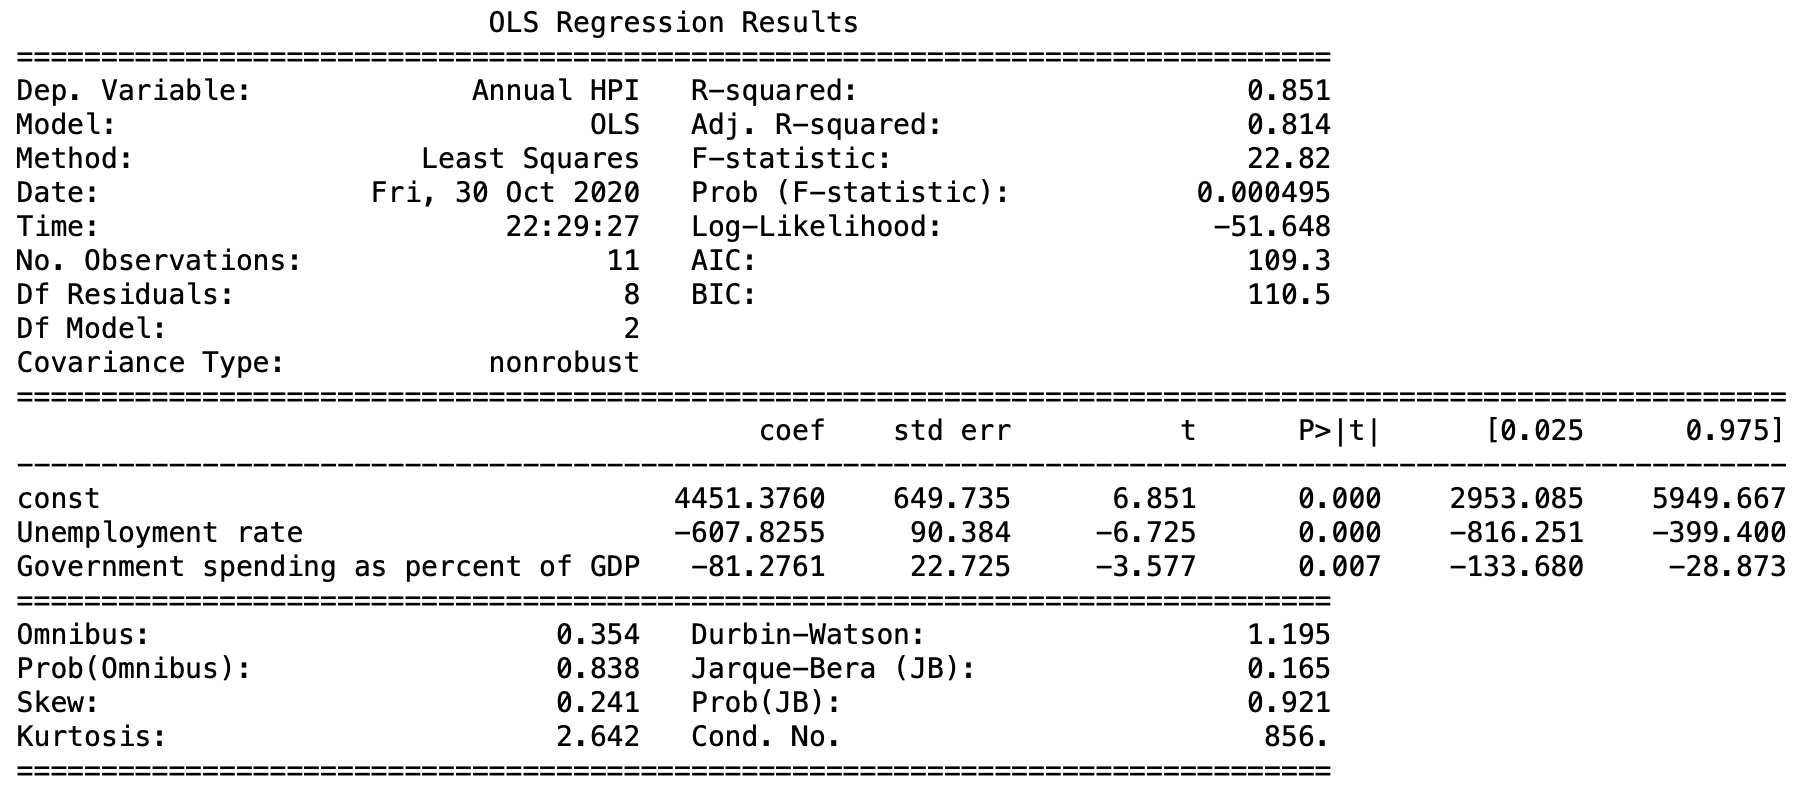 OLS Regression Results
==============================================================================
Dep. Variable: Annual HPI R-squared: 0.851
Model: OLS Adj. R-squared: 0.814
Method: Least Squares F-statistic: 22.82
Date: Fri, 30 Oct 2020 Prob (F-statistic): 0.000495
Time: 22:29:27 Log-Likelihood: -51.648
No. Observations: 11 AIC: 109.3
Df Residuals: 8 BIC: 110.5
Df Model: 2
Covariance Type: nonrobust
=========================================================================================================
coef std err t P>|t| [0.025 0.975]
---------------------------------------------------------------------------------------------------------
const 4451.3760 649.735 6.851 0.000 2953.085 5949.667
Unemployment rate -607.8255 90.384 -6.725 0.000 -816.251 -399.400
Government spending as percent of GDP -81.2761 22.725 -3.577 0.007 -133.680 -28.873
==============================================================================
Omnibus: 0.354 Durbin-Watson: 1.195
Prob(Omnibus): 0.838 Jarque-Bera (JB): 0.165
Skew: 0.241 Prob(JB): 0.921
Kurtosis: 2.642 Cond. No. 856.
==============================================================================